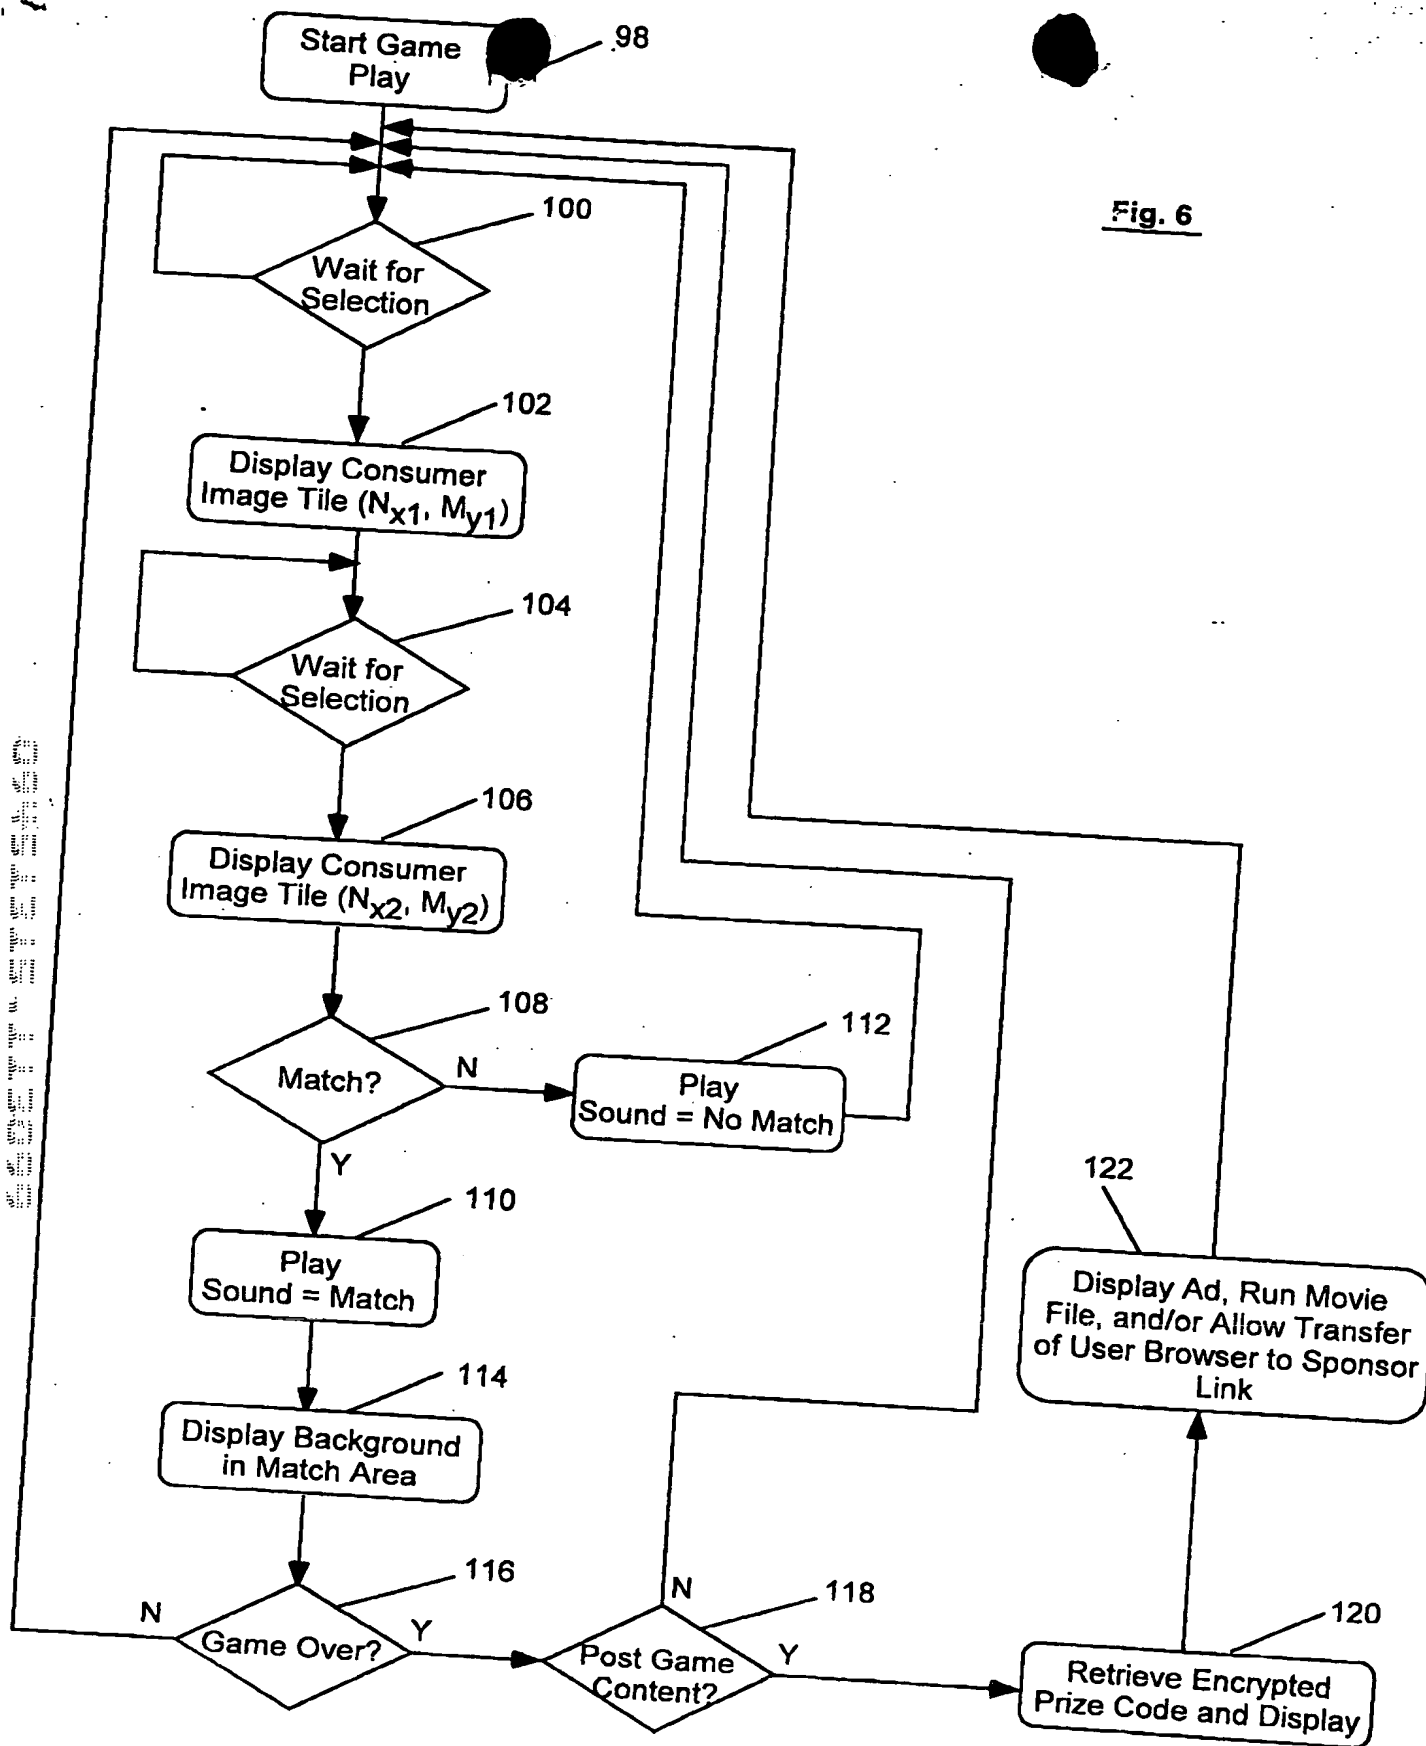 Start Game
Play
98
Fig. 6
100
Wait for
Selection
102
Display Consumer
Image Tile (Nx1, My1)
104
Wait for
Selection
106
Display Consumer
Image Tile (Nx2, My2)
108
Match?
N
Y
112
Play
Sound = No Match
110
Play
Sound = Match
114
Display Background
in Match Area
116
Game Over?
N
Y
118
Post Game
Content?
N
Y
120
Retrieve Encrypted
Prize Code and Display
122
Display Ad, Run Movie
File, and/or Allow Transfer
of User Browser to Sponsor
Link